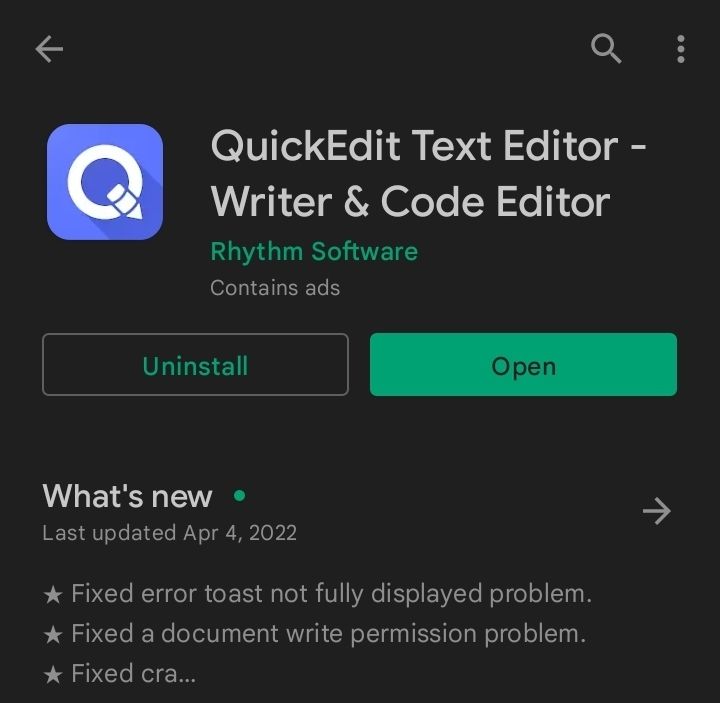 QuickEdit Text Editor -
Writer & Code Editor
Rhythm Software
Contains ads
Uninstall
Open
What's new
Last updated Apr 4, 2022
★ Fixed error toast not fully displayed problem.
★ Fixed a document write permission problem.
★ Fixed cra...